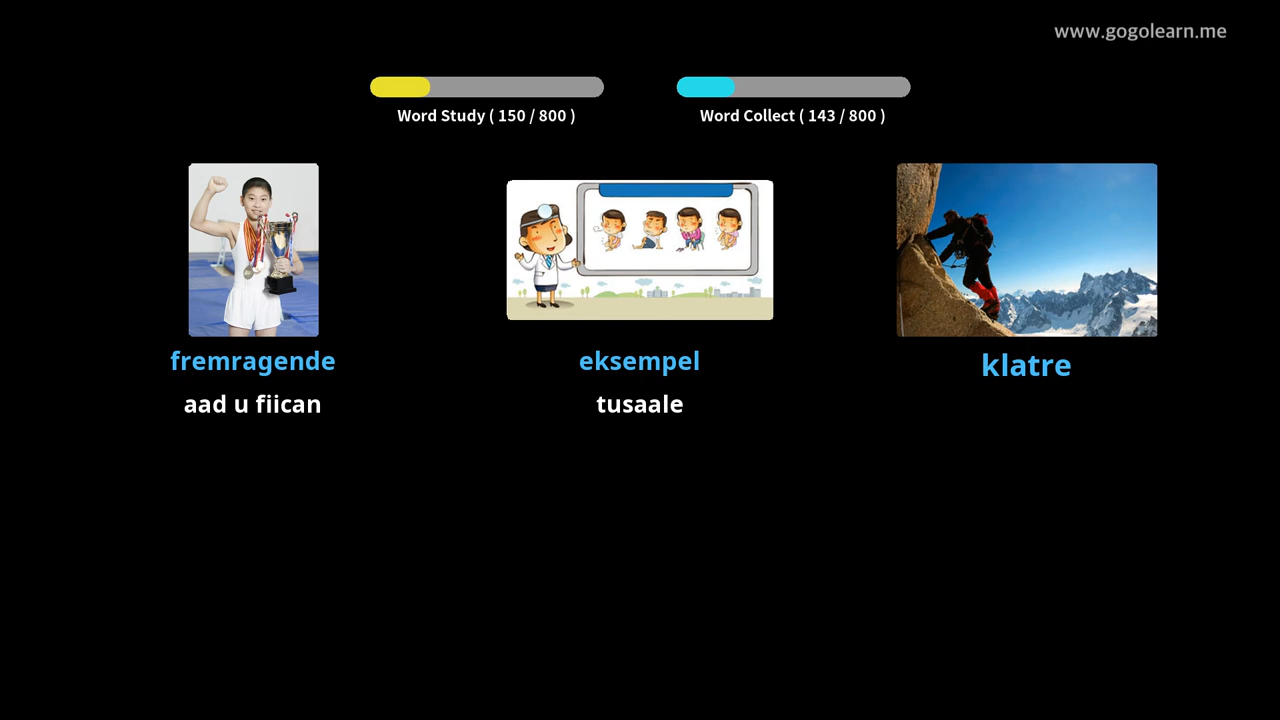 www.gogolearn.me
Word Study ( 150 / 800 )
Word Collect ( 143 / 800 )
fremragende
eksempel
klatre
aad u fiican
tusaale